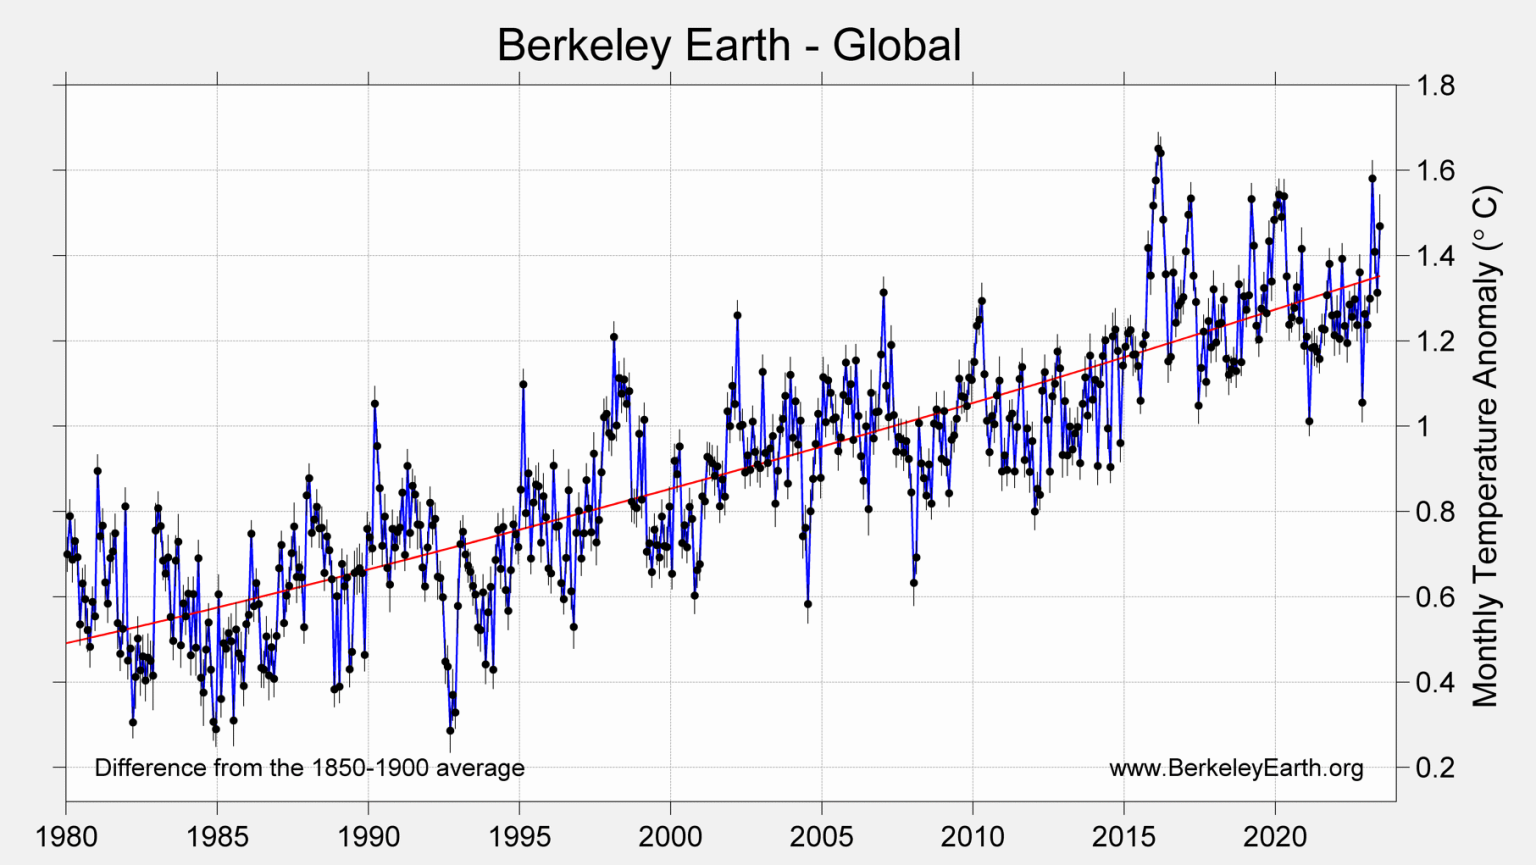 Berkeley Earth - Global
1.8
1.6
1.4
1.2
1
0.8
0.6
0.4
0.2
Monthly Temperature Anomaly (° C)
Difference from the 1850-1900 average
www.BerkeleyEarth.org
1980 1985 1990 1995 2000 2005 2010 2015 2020